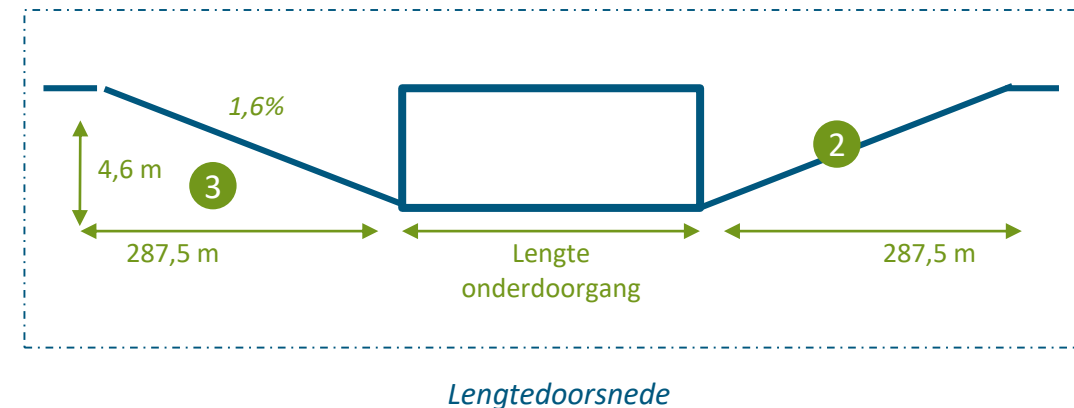 1,6%
2
4,6 m
3
287,5 m
Lengte
onderdoorgang
287,5 m
Lengtedoorsnede